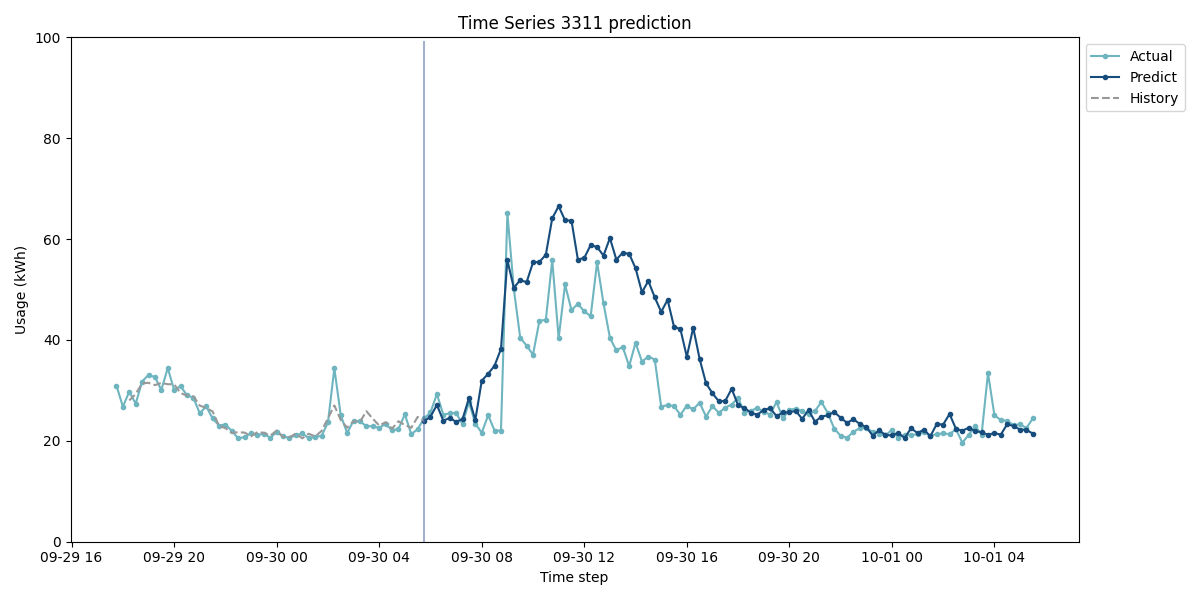 Time Series 3311 prediction
100
80
60
40
20
0
Usage (kWh)
09-29 16
09-29 20
09-30 00
09-30 04
09-30 08
09-30 12
09-30 16
09-30 20
10-01 00
10-01 04
Time step
Actual
Predict
History